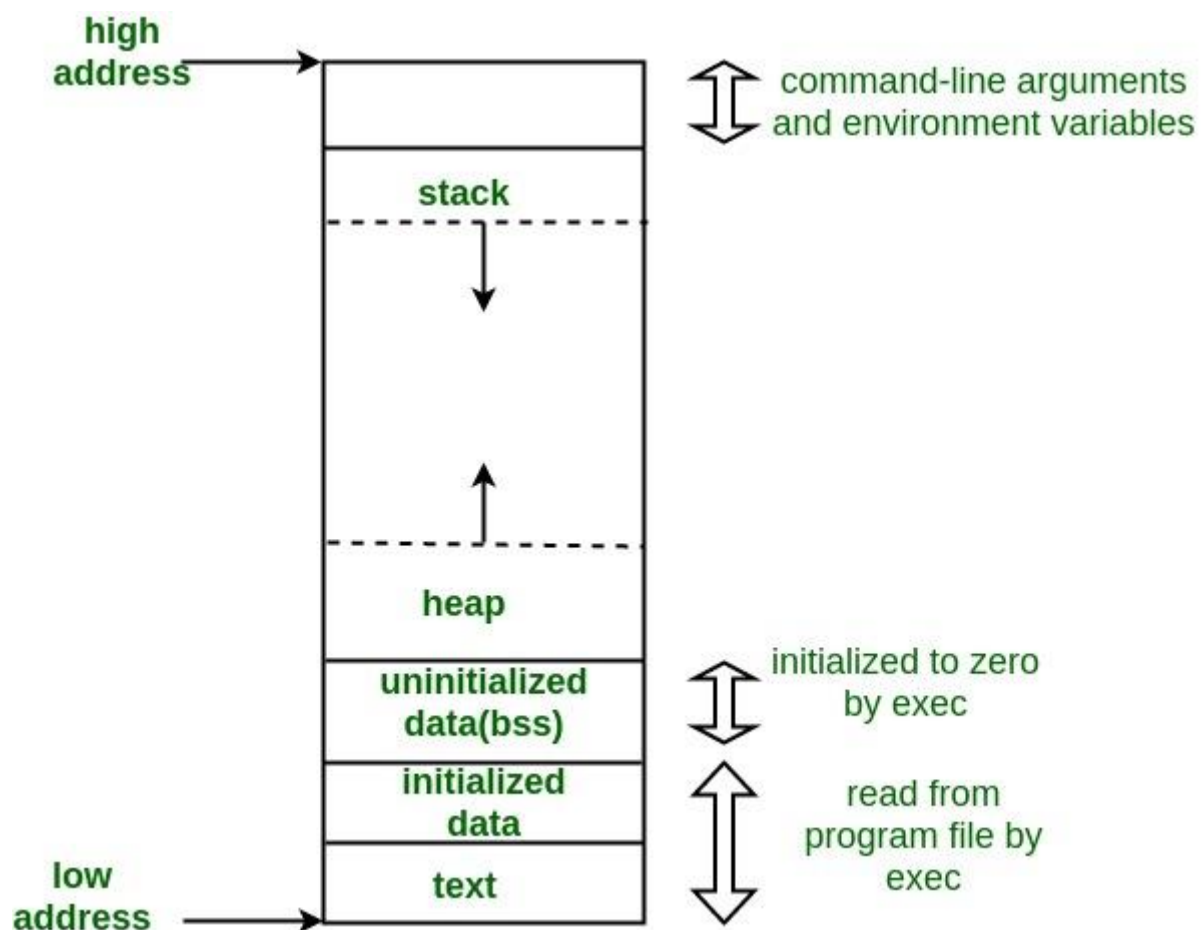 high
address
command-line arguments
and environment variables
stack
heap
uninitialized
data(bss)
initialized to zero
by exec
initialized
data
read from
program file by
exec
text
low
address